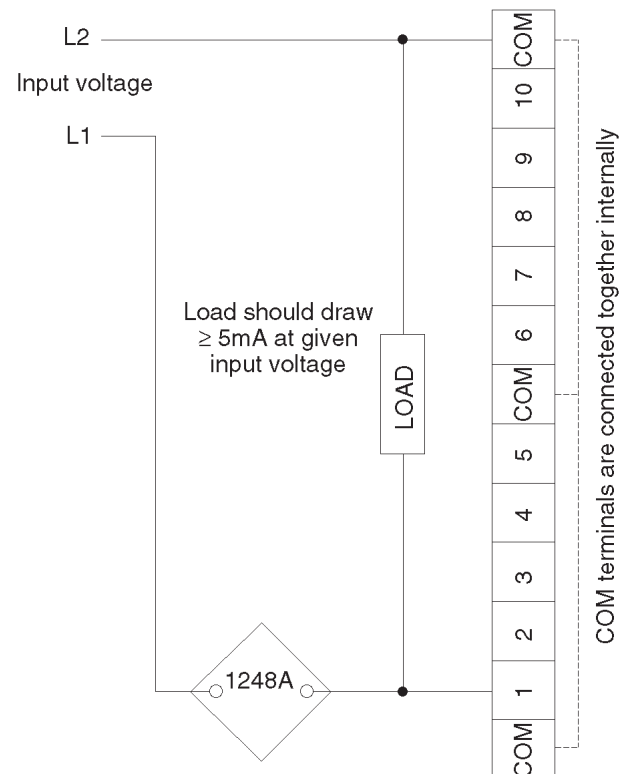 L2
Input voltage
L1
Load should draw
≥ 5mA at given
input voltage
LOAD
1248A
COM
10
9
8
7
6
COM
5
4
3
2
1
COM
COM terminals are connected together internally